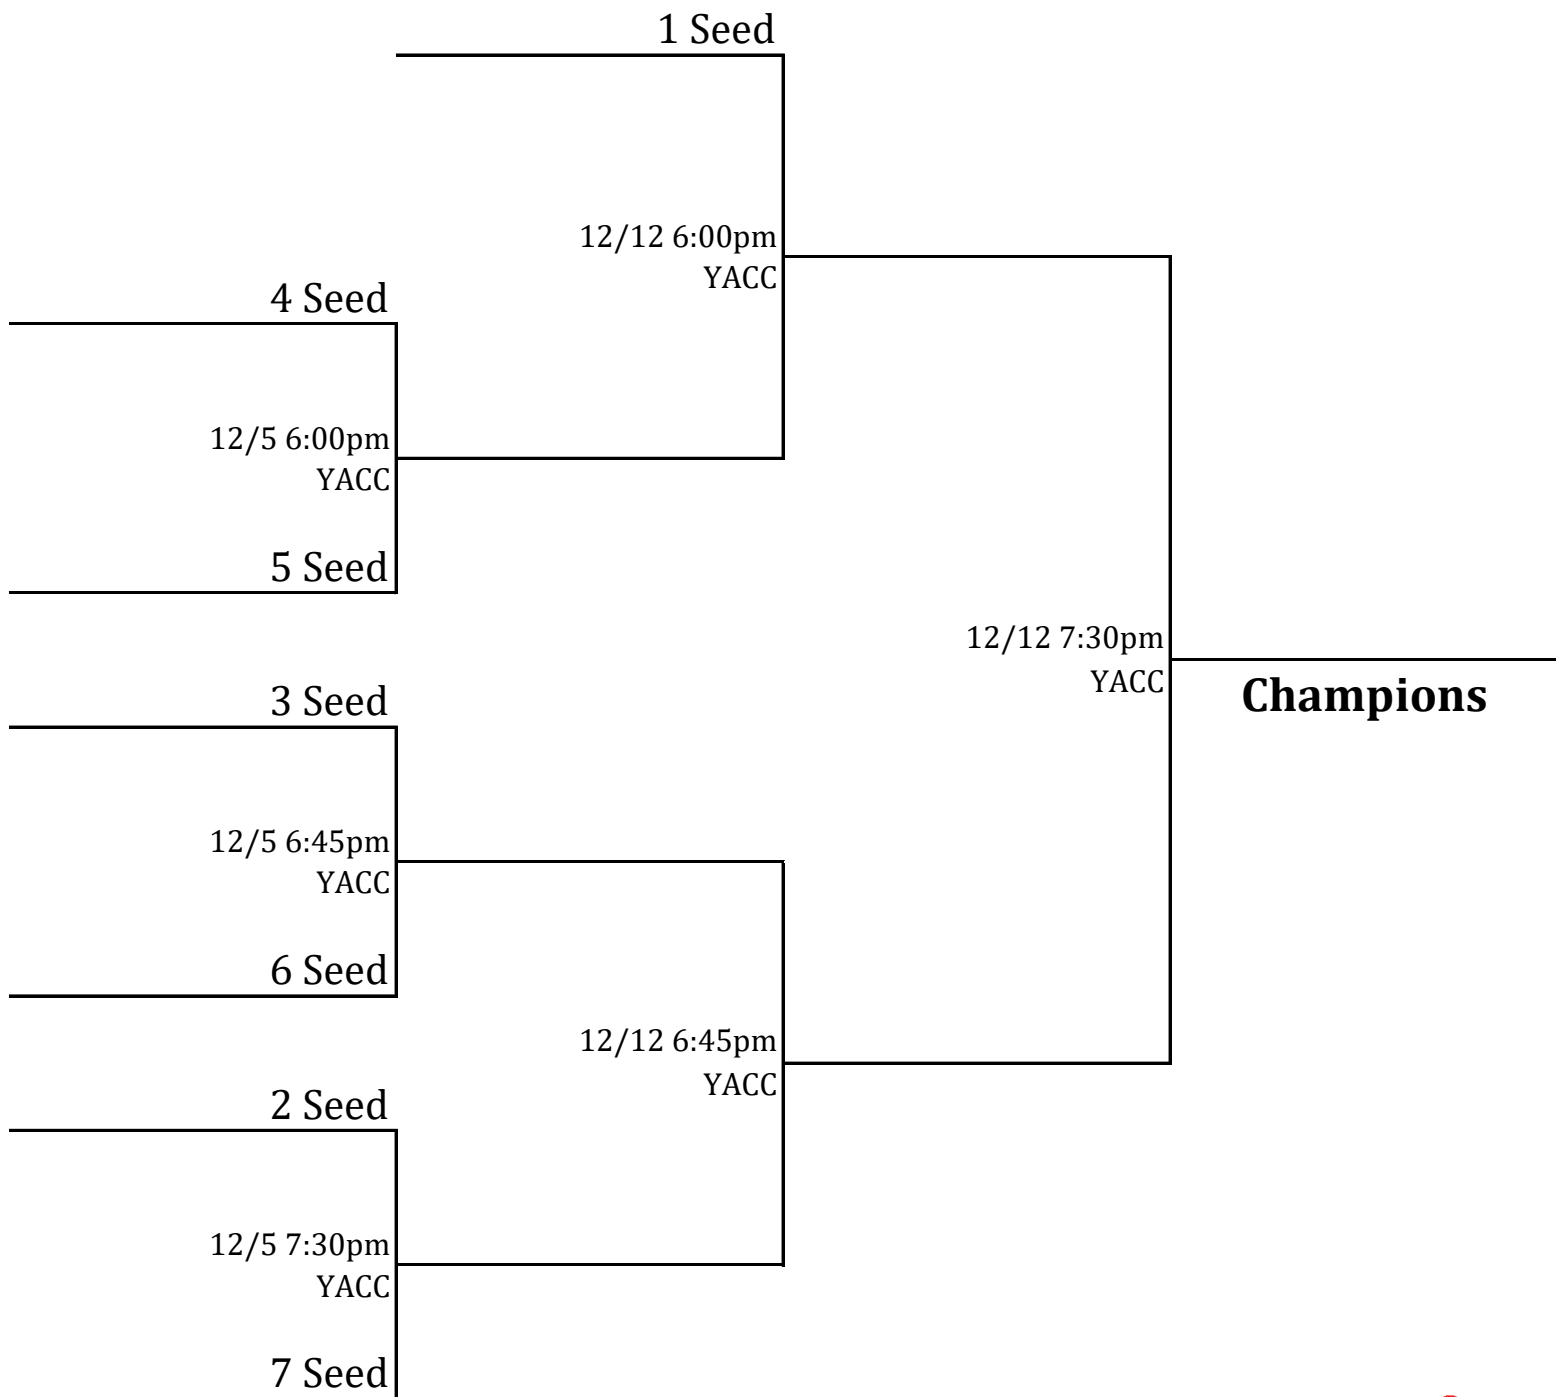 1 Seed
12/12 6:00pm
YACC
4 Seed
12/5 6:00pm
YACC
5 Seed
12/12 7:30pm
YACC
Champions
3 Seed
12/5 6:45pm
YACC
6 Seed
12/12 6:45pm
YACC
2 Seed
12/5 7:30pm
YACC
7 Seed